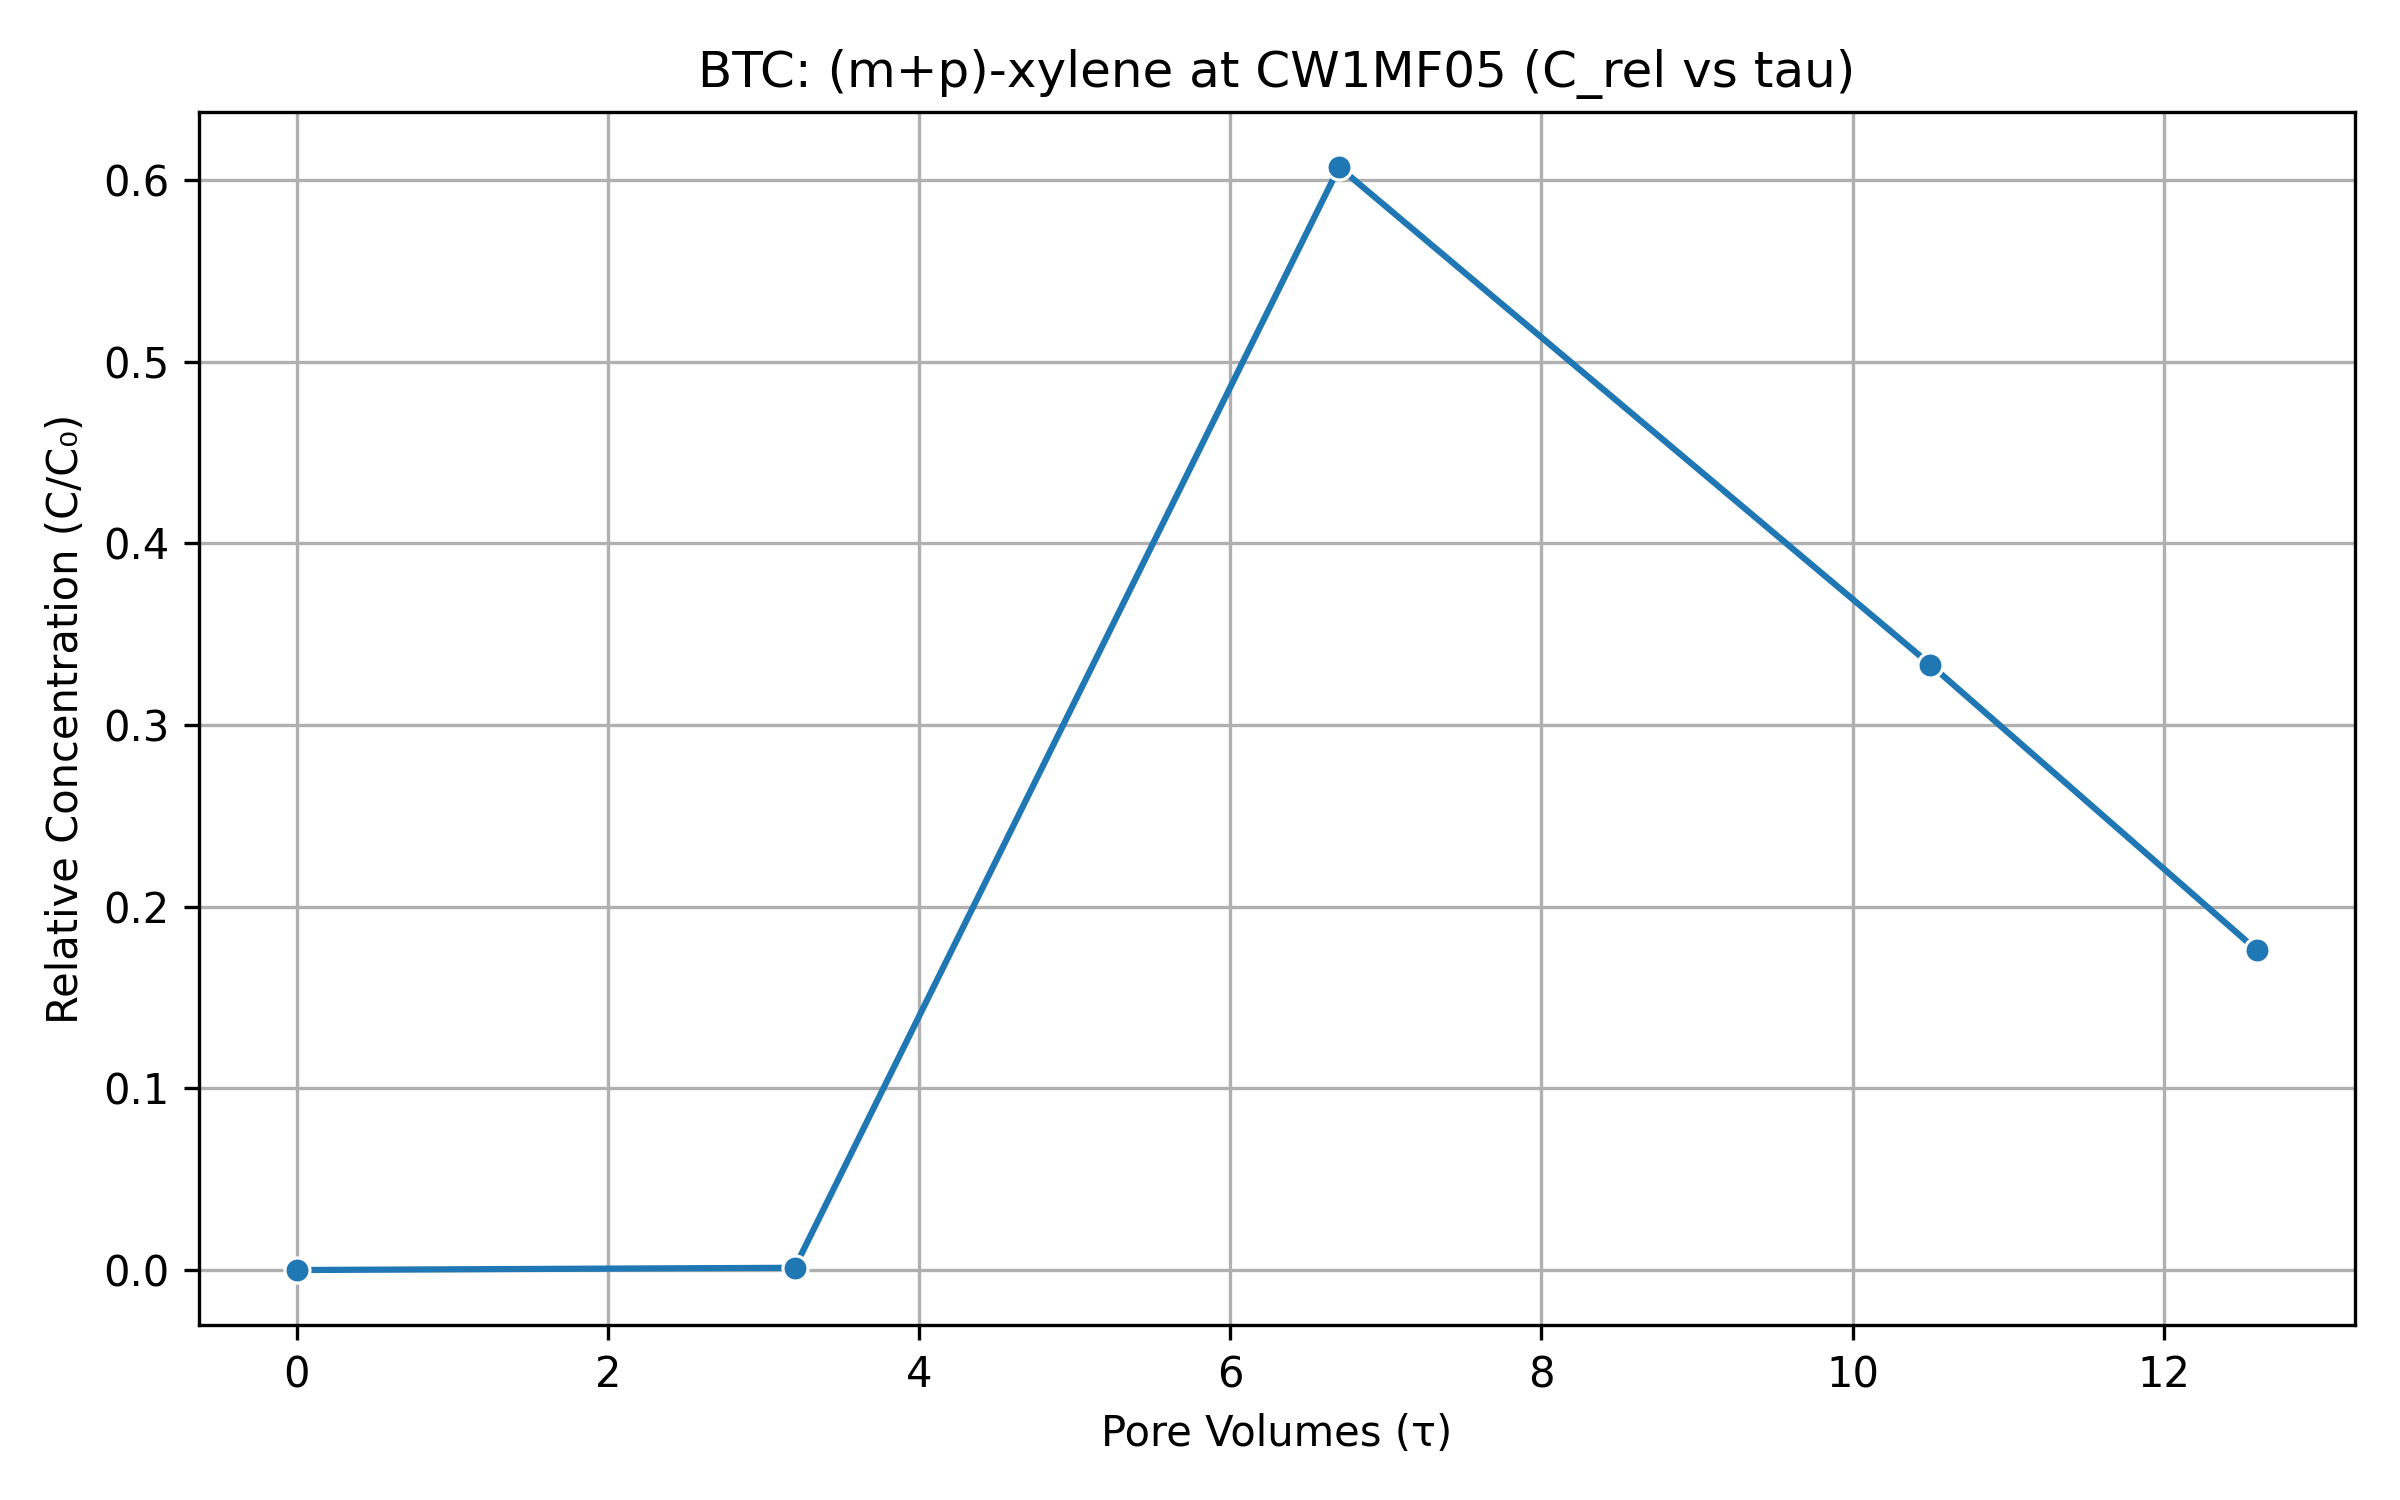 BTC: (m+p)-xylene at CW1MF05 (C_rel vs tau)
Relative Concentration (C/C₀)
0.6
0.5
0.4
0.3
0.2
0.1
0.0
0 2 4 6 8 10 12
Pore Volumes (τ)